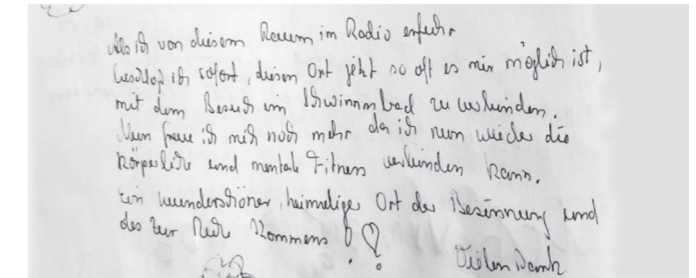 Als ich von diesem Raum im Radio erfuhr
beschloß ich sofort, diesen Ort jetzt so oft es mir möglich ist,
mit dem Besuch im Schwimmbad zu verbinden.
Nun freue ich mich noch mehr da ich nun wieder die
körperliche und mentale Fitness verbinden kann.
Ein wunderschöner, heimeliger Ort der Besinnung und
des zur Ruhe Kommens!
Vielen Dank